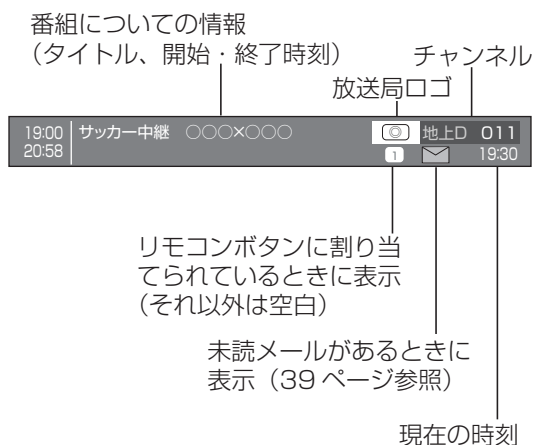 番組についての情報
（タイトル、開始・終了時刻）
チャンネル
放送局ロゴ
19:00 サッカー中継 ○○○×○○○ 地上D 011
20:58 1 19:30
リモコンボタンに割り当
てられているときに表示
（それ以外は空白）
未読メールがあるときに
表示（39 ページ参照）
現在の時刻